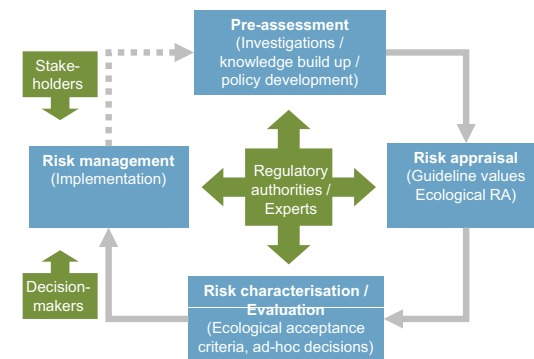 Pre-assessment
(Investigations /
knowledge build up /
policy development)
Stake-
holders
Risk management
(Implementation)
Regulatory
authorities /
Experts
Risk appraisal
(Guideline values
Ecological RA)
Decision-
makers
Risk characterisation /
Evaluation
(Ecological acceptance
criteria, ad-hoc decisions)